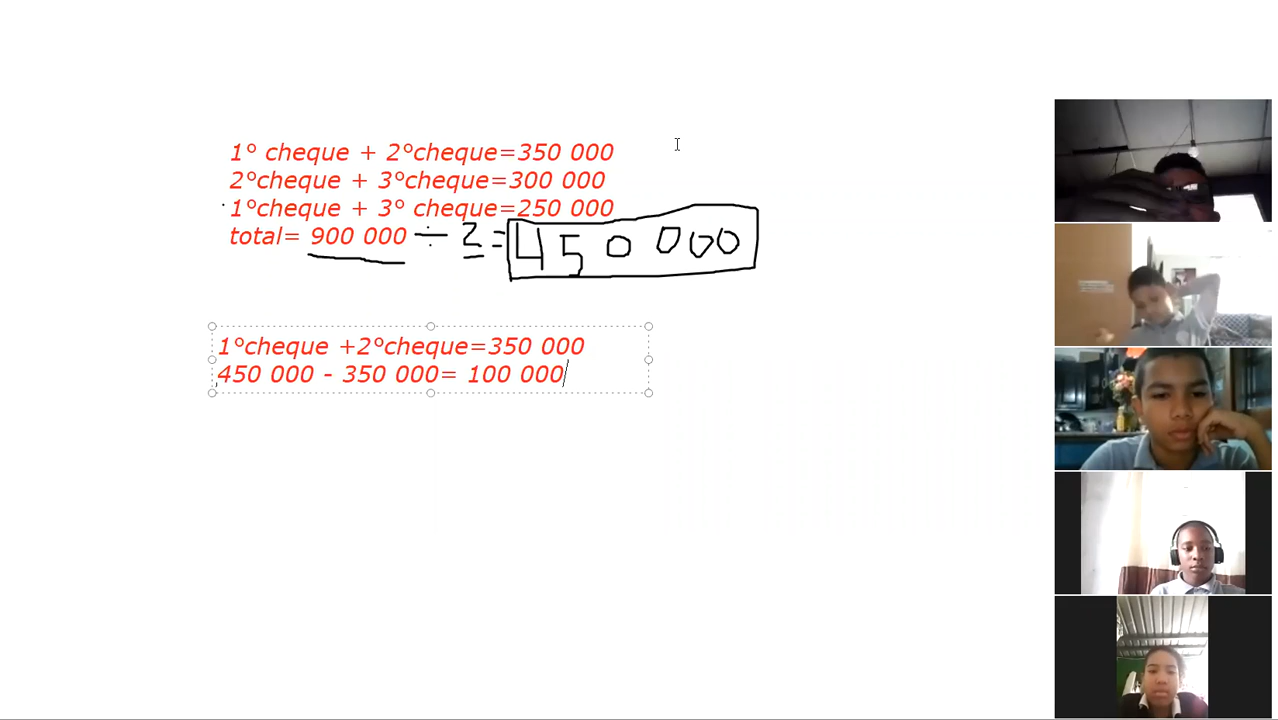 1° cheque + 2°cheque=350 000
2°cheque + 3°cheque=300 000
1°cheque + 3° cheque=250 000
total= 900 000 ÷ 2 = 450 000
1°cheque +2°cheque=350 000
450 000 - 350 000= 100 000